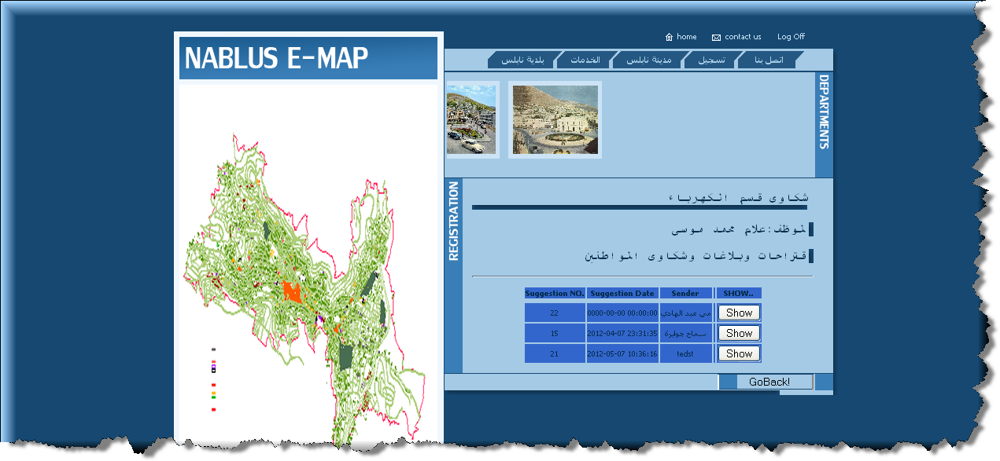 home contact us Log Off
NABLUS E-MAP
بلدية نابلس الخدمات مدينة نابلس تسجيل اتصل بنا
DEPARTMENTS
REGISTRATION
شكاوى قسم الكهرباء
لموظف:علام محمد موسى
قتراحات وبلاغات وشكاوى المواطنين
Suggestion NO. Suggestion Date Sender SHOW..
22 0000-00-00 00:00:00 مي عبد الهادي Show
15 2012-04-07 23:31:35 سماح جوابرة Show
21 2012-05-07 10:36:16 tedst Show
GoBack!